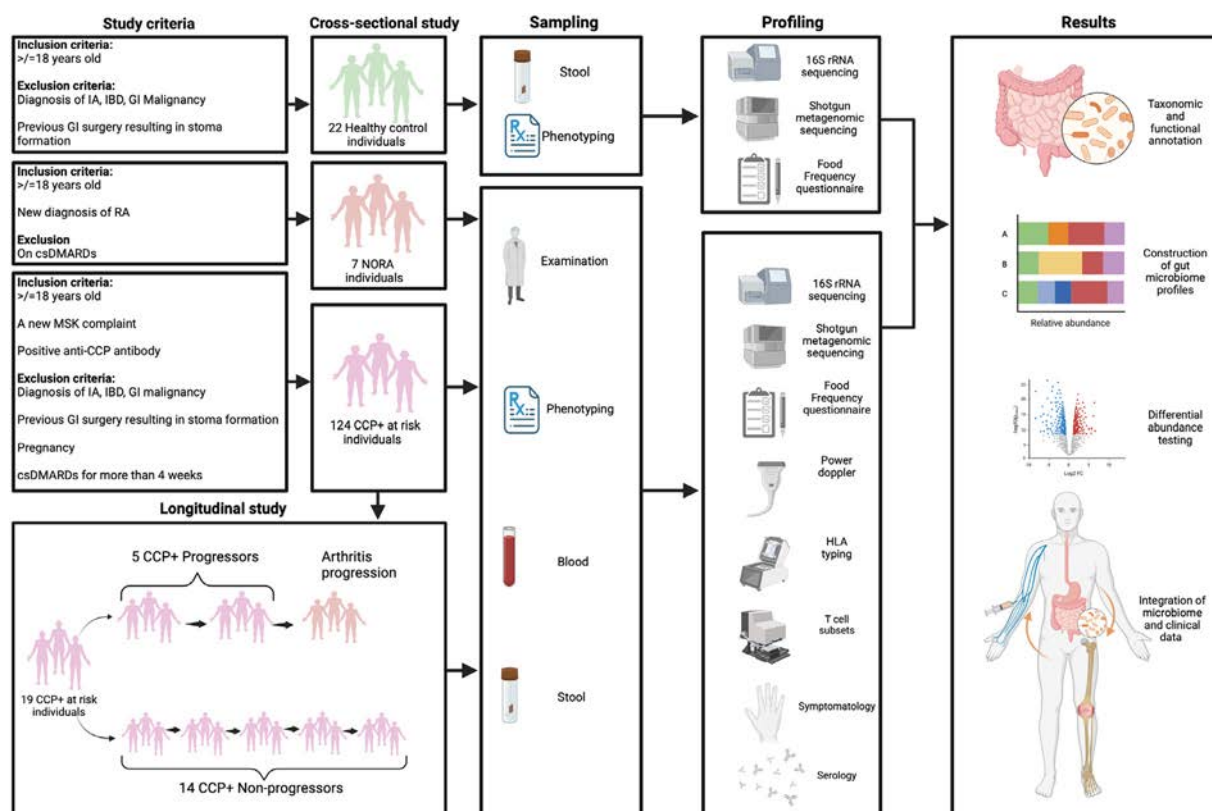 Study criteria
Inclusion criteria:
>/=18 years old
Exclusion criteria:
Diagnosis of IA, IBD, GI Malignancy
Previous GI surgery resulting in stoma
formation
Inclusion criteria:
>/=18 years old
New diagnosis of RA
Exclusion
On csDMARDs
Inclusion criteria:
>/=18 years old
A new MSK complaint
Positive anti-CCP antibody
Exclusion criteria:
Diagnosis of IA, IBD, GI malignancy
Previous GI surgery resulting in stoma formation
Pregnancy
csDMARDs for more than 4 weeks
Cross-sectional study
22 Healthy control
individuals
7 NORA
individuals
124 CCP+ at risk
individuals
Longitudinal study
5 CCP+ Progressors
Arthritis
progression
19 CCP+ at risk
individuals
14 CCP+ Non-progressors
Sampling
Stool
Rx:
Phenotyping
Examination
Rx:
Phenotyping
Blood
Stool
Profiling
16S rRNA
sequencing
Shotgun
metagenomic
sequencing
Food
Frequency
questionnaire
16S rRNA
sequencing
Shotgun
metagenomic
sequencing
Food
Frequency
questionnaire
Power
doppler
HLA
typing
T cell
subsets
Symptomatology
Serology
Results
Taxonomic
and
functional
annotation
A
B
C
Relative abundance
Construction
of gut
microbiome
profiles
Log2 FC
Differential
abundance
testing
Integration of
microbiome
and clinical
data